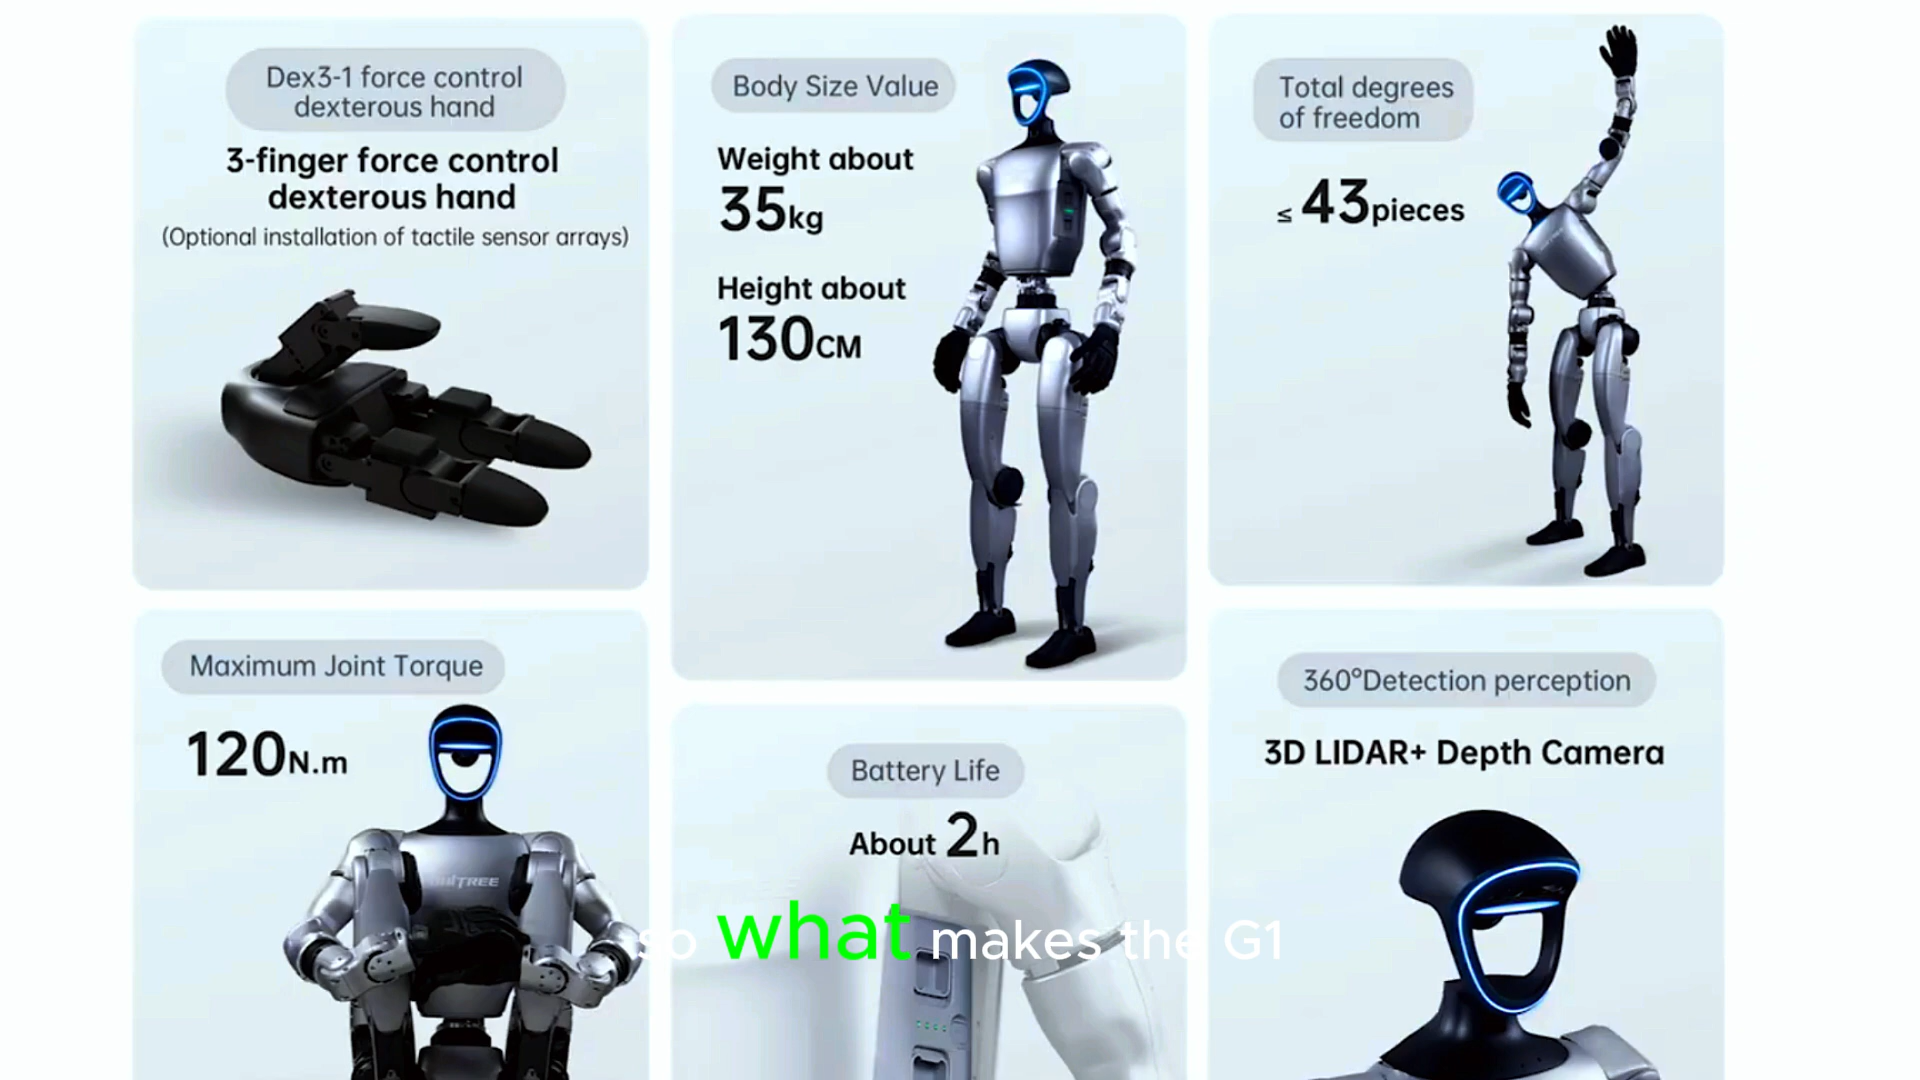 Dex3-1 force control
dexterous hand
3-finger force control
dexterous hand
(Optional installation of tactile sensor arrays)
Body Size Value
Weight about
35kg
Height about
130CM
Total degrees
of freedom
≤ 43pieces
Maximum Joint Torque
120N.m
UNITREE
Battery Life
About 2h
360°Detection perception
3D LIDAR+ Depth Camera
so what makes the G1